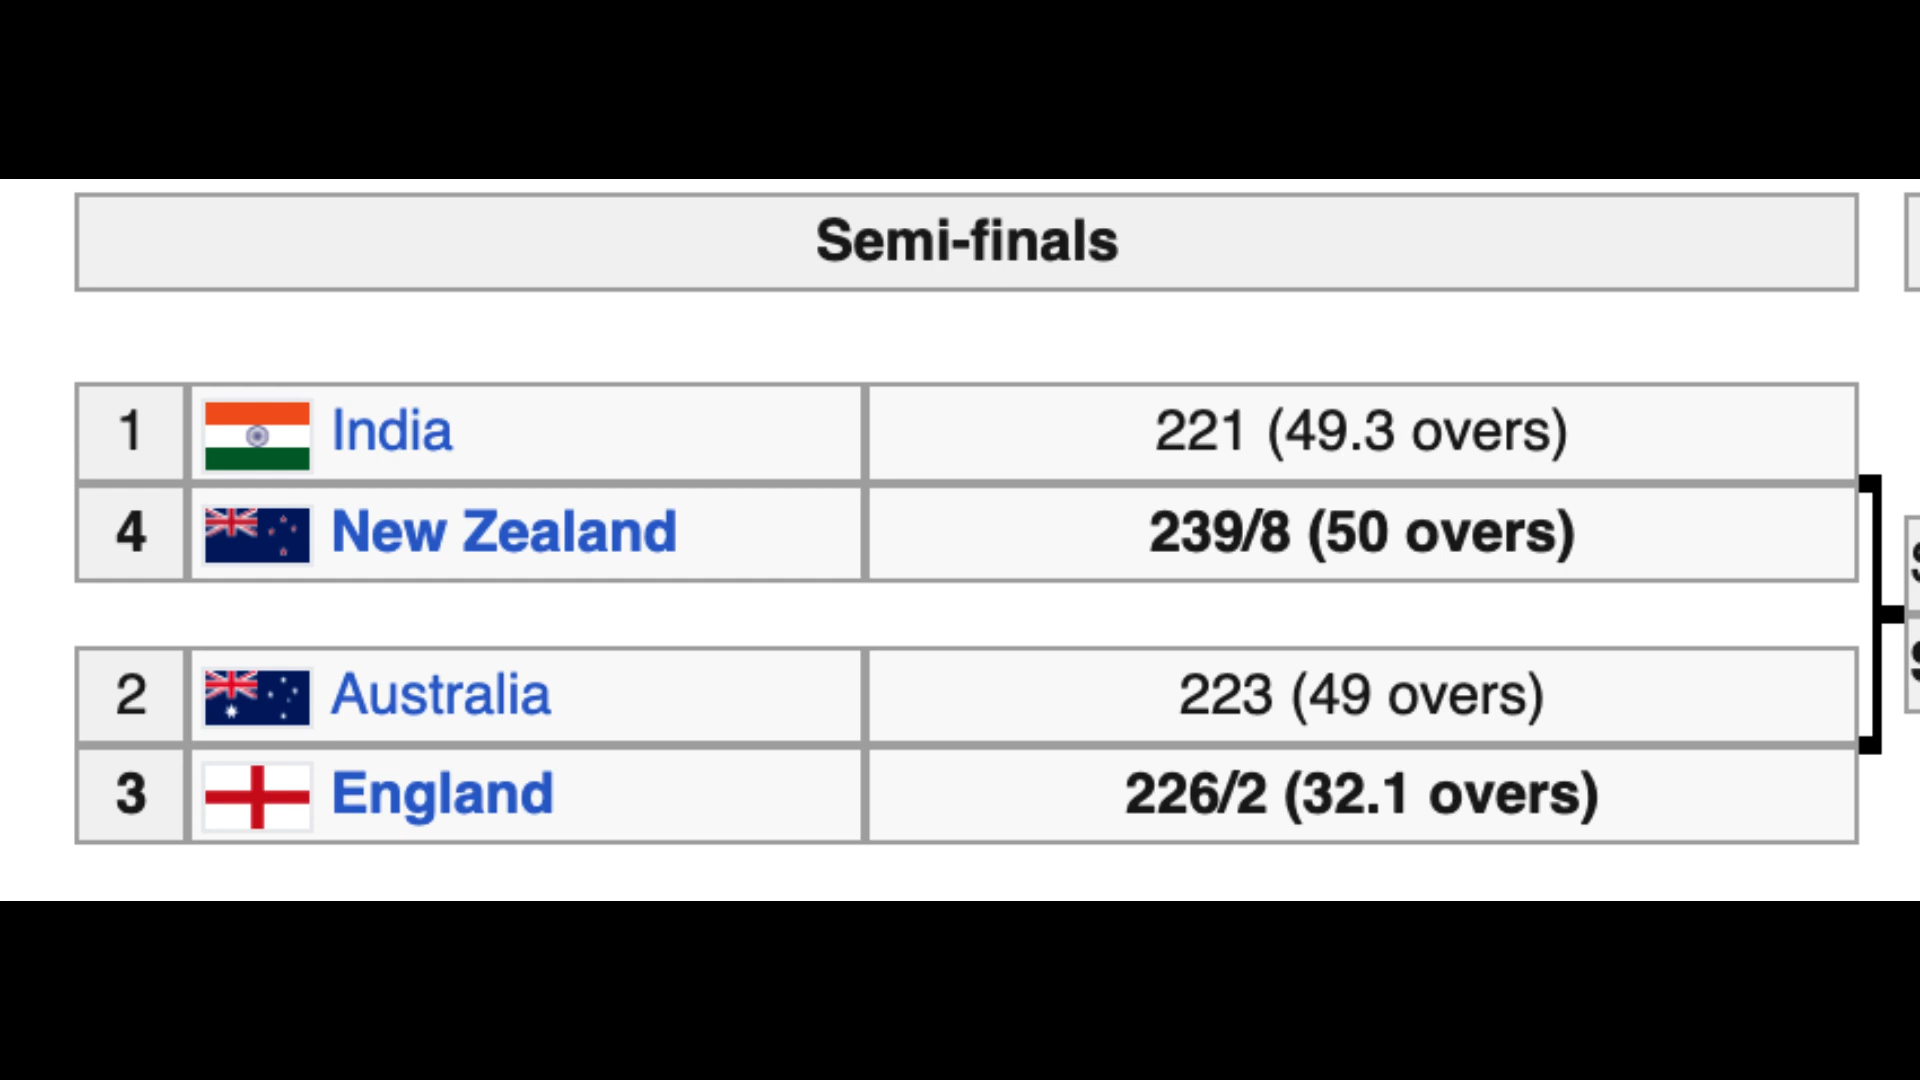 Semi-finals
1 India 221 (49.3 overs)
4 New Zealand 239/8 (50 overs)
2 Australia 223 (49 overs)
3 England 226/2 (32.1 overs)